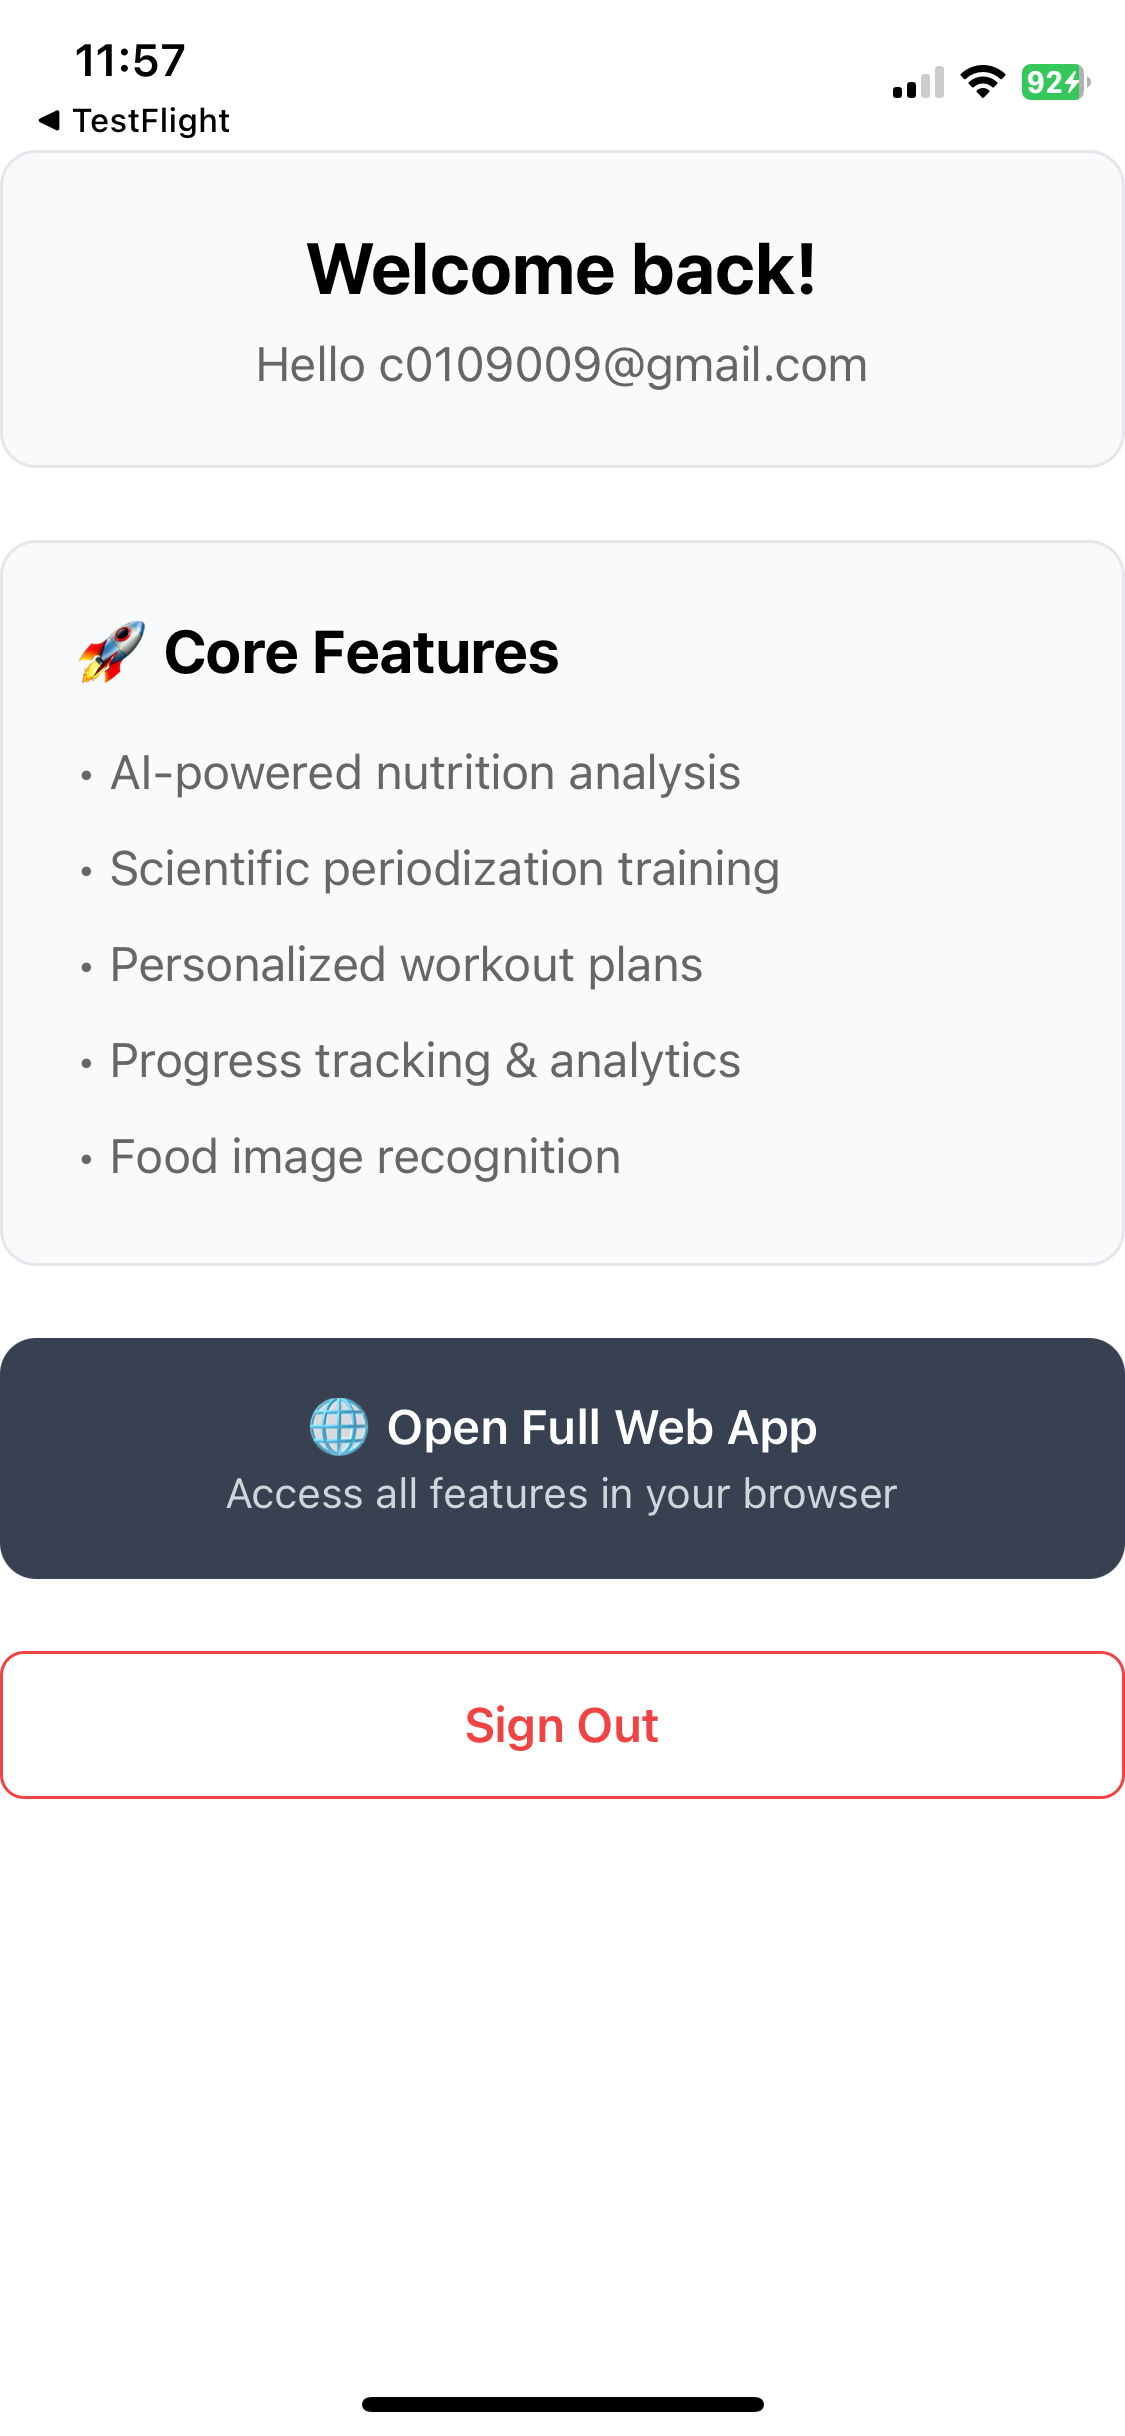 11:57
92
◀ TestFlight
Welcome back!
Hello c0109009@gmail.com
🚀 Core Features
• AI-powered nutrition analysis
• Scientific periodization training
• Personalized workout plans
• Progress tracking & analytics
• Food image recognition
🌐 Open Full Web App
Access all features in your browser
Sign Out